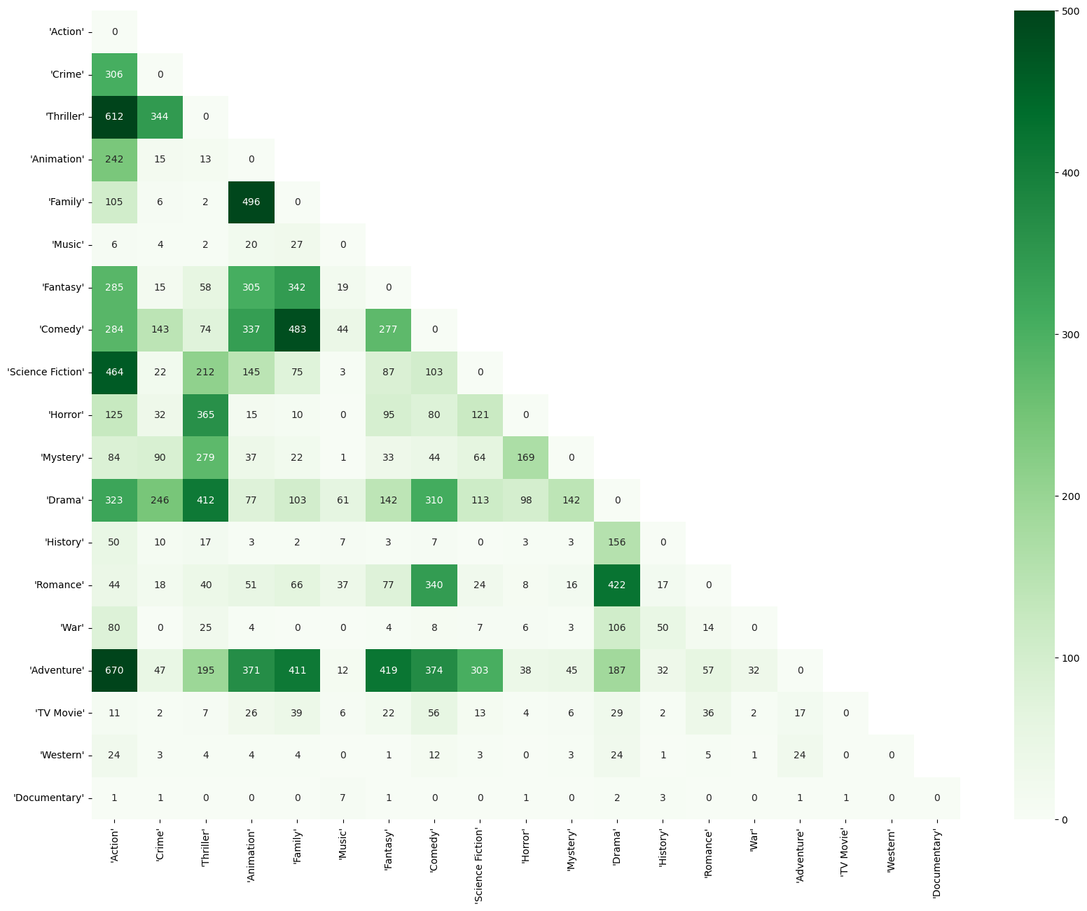 'Action' 0
'Crime' 306 0
'Thriller' 612 344 0
'Animation' 242 15 13 0
'Family' 105 6 2 496 0
'Music' 6 4 2 20 27 0
'Fantasy' 285 15 58 305 342 19 0
'Comedy' 284 143 74 337 483 44 277 0
'Science Fiction' 464 22 212 145 75 3 87 103 0
'Horror' 125 32 365 15 10 0 95 80 121 0
'Mystery' 84 90 279 37 22 1 33 44 64 169 0
'Drama' 323 246 412 77 103 61 142 310 113 98 142 0
'History' 50 10 17 3 2 7 3 7 0 3 3 156 0
'Romance' 44 18 40 51 66 37 77 340 24 8 16 422 17 0
'War' 80 0 25 4 0 0 4 8 7 6 3 106 50 14 0
'Adventure' 670 47 195 371 411 12 419 374 303 38 45 187 32 57 32 0
'TV Movie' 11 2 7 26 39 6 22 56 13 4 6 29 2 36 2 17 0
'Western' 24 3 4 4 4 0 1 12 3 0 3 24 1 5 1 24 0 0
'Documentary' 1 1 0 0 0 7 1 0 0 1 0 2 3 0 0 1 1 0 0
'Action'
'Crime'
'Thriller'
'Animation'
'Family'
'Music'
'Fantasy'
'Comedy'
'Science Fiction'
'Horror'
'Mystery'
'Drama'
'History'
'Romance'
'War'
'Adventure'
'TV Movie'
'Western'
'Documentary'
500
400
300
200
100
0